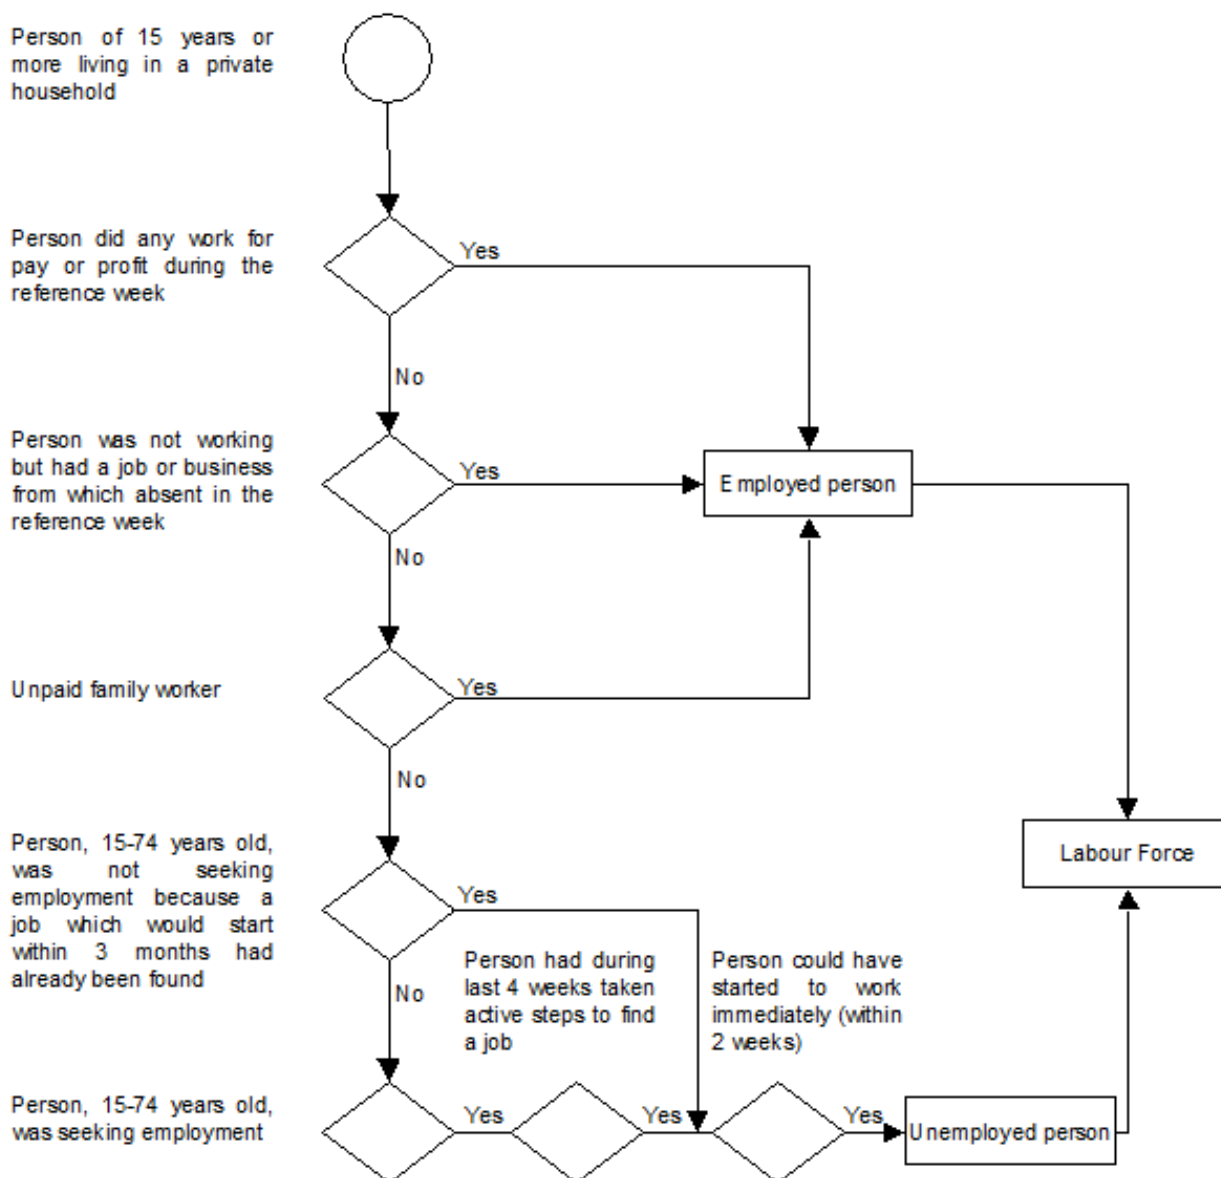 Person of 15 years or
more living in a private
household
Person did any work for
pay or profit during the
reference week
Yes
No
Person was not working
but had a job or business
from which absent in the
reference week
Yes
Employed person
No
Unpaid family worker
Yes
No
Person, 15-74 years old,
was not seeking
employment because a
job which would start
within 3 months had
already been found
Yes
Labour Force
No
Person had during
last 4 weeks taken
active steps to find
a job
Person could have
started to work
immediately (within
2 weeks)
Person, 15-74 years old,
was seeking employment
Yes
Yes
Yes
Unemployed person